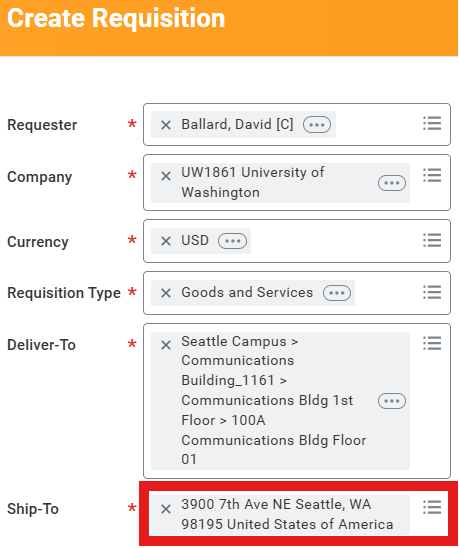 Create Requisition
Requester * × Ballard, David [C]
Company * × UW1861 University of
Washington
Currency * × USD
Requisition Type * × Goods and Services
Deliver-To * × Seattle Campus >
Communications
Building_1161 >
Communications Bldg 1st
Floor > 100A
Communications Bldg Floor
01
Ship-To * × 3900 7th Ave NE Seattle, WA
98195 United States of America